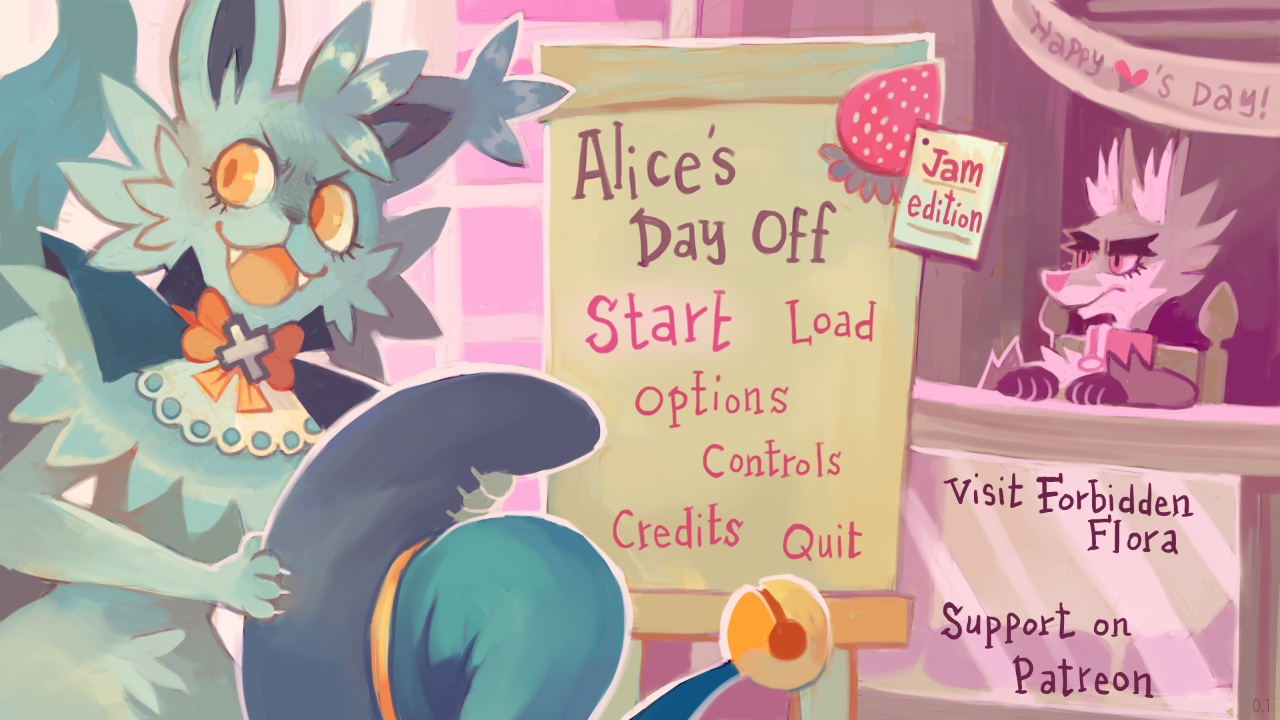 Happy ❤'s Day!
Alice's
Day Off
Jam
edition
Start Load
Options
Controls
Credits Quit
Visit Forbidden
Flora
Support on
Patreon
0.1